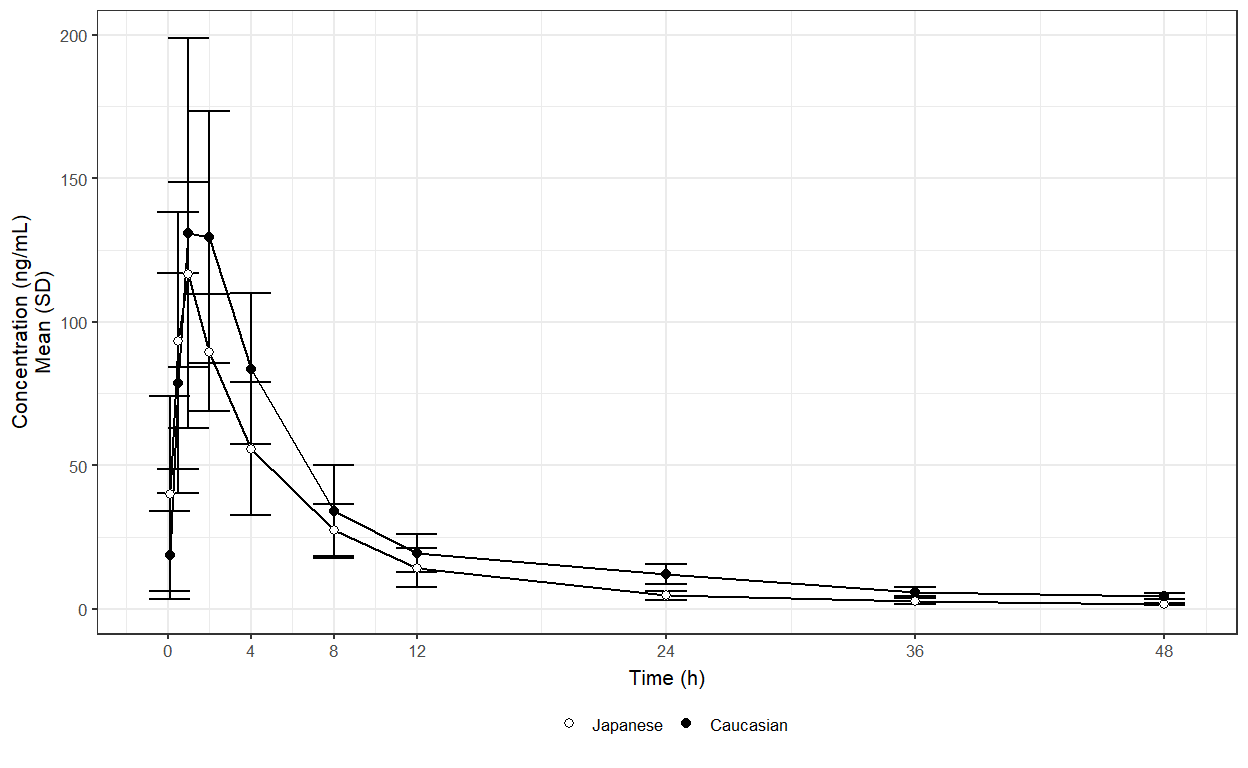 Concentration (ng/mL)
Mean (SD)
200
150
100
50
0
0 4 8 12 24 36 48
Time (h)
Japanese Caucasian